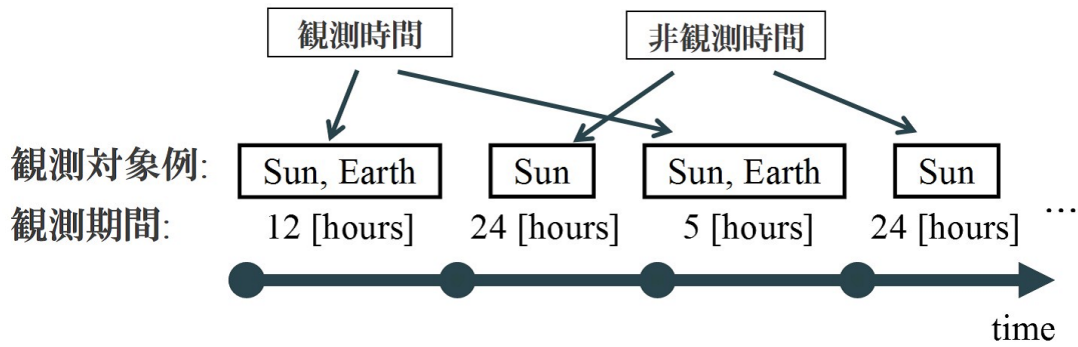 観測時間 非観測時間
観測対象例: Sun, Earth Sun Sun, Earth Sun
観測期間: 12 [hours] 24 [hours] 5 [hours] 24 [hours] …
time